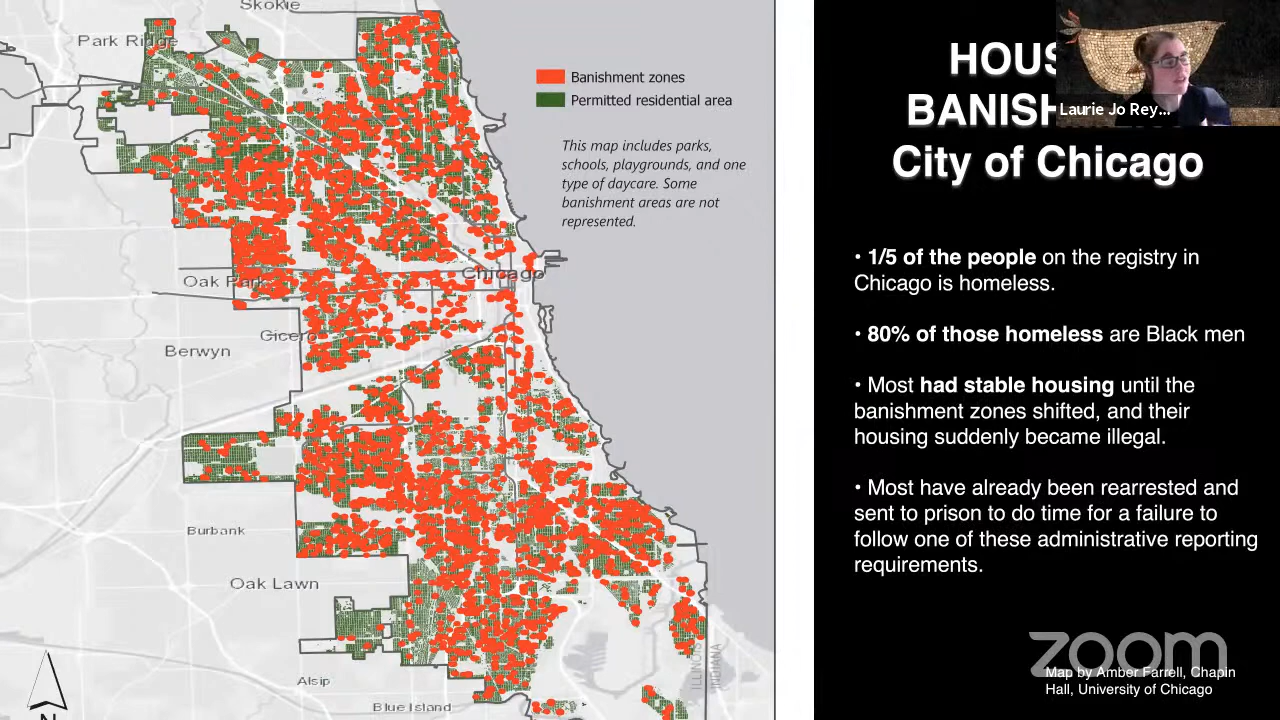 Skokie
Park Ridge
Banishment zones
Permitted residential area
This map includes parks,
schools, playgrounds, and one
type of daycare. Some
banishment areas are not
represented.
Chicago
Oak Park
Cicero
Berwyn
Burbank
Oak Lawn
Alsip
Blue Island
ILLINOIS
INDIANA
N
HOUS
BANISH
City of Chicago
Laurie Jo Rey...
• 1/5 of the people on the registry in
Chicago is homeless.
• 80% of those homeless are Black men
• Most had stable housing until the
banishment zones shifted, and their
housing suddenly became illegal.
• Most have already been rearrested and
sent to prison to do time for a failure to
follow one of these administrative reporting
requirements.
zoom
Map by Amber Farrell, Chapin
Hall, University of Chicago